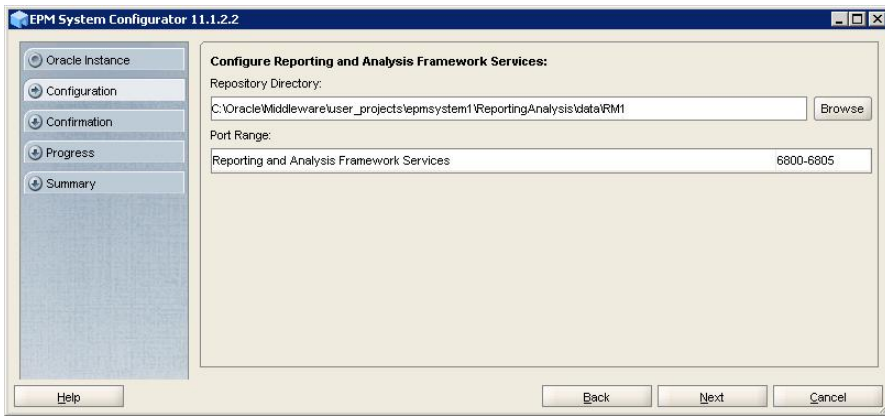 EPM System Configurator 11.1.2.2
Oracle Instance
Configuration
Confirmation
Progress
Summary
Configure Reporting and Analysis Framework Services:
Repository Directory:
C:\Oracle\Middleware\user_projects\epmsystem1\ReportingAnalysis\data\RM1
Browse
Port Range:
Reporting and Analysis Framework Services 6800-6805
Help Back Next Cancel